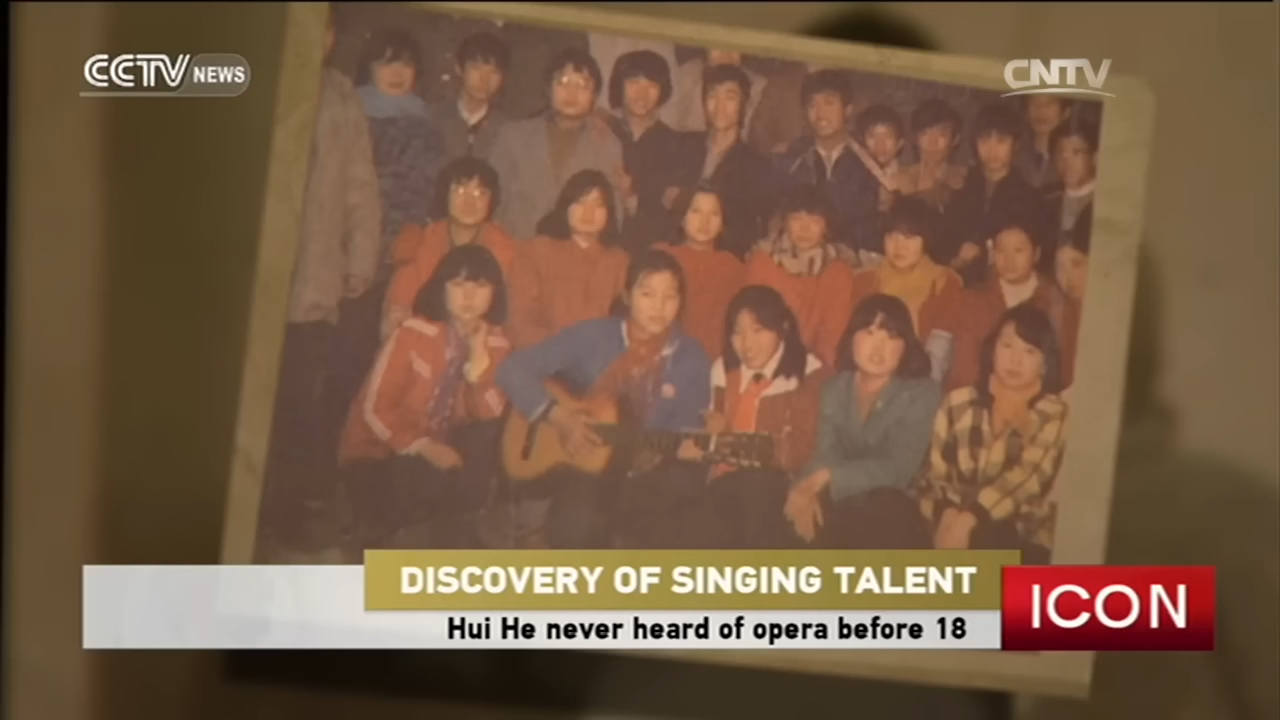 CCTV NEWS
CNTV
DISCOVERY OF SINGING TALENT
Hui He never heard of opera before 18
ICON